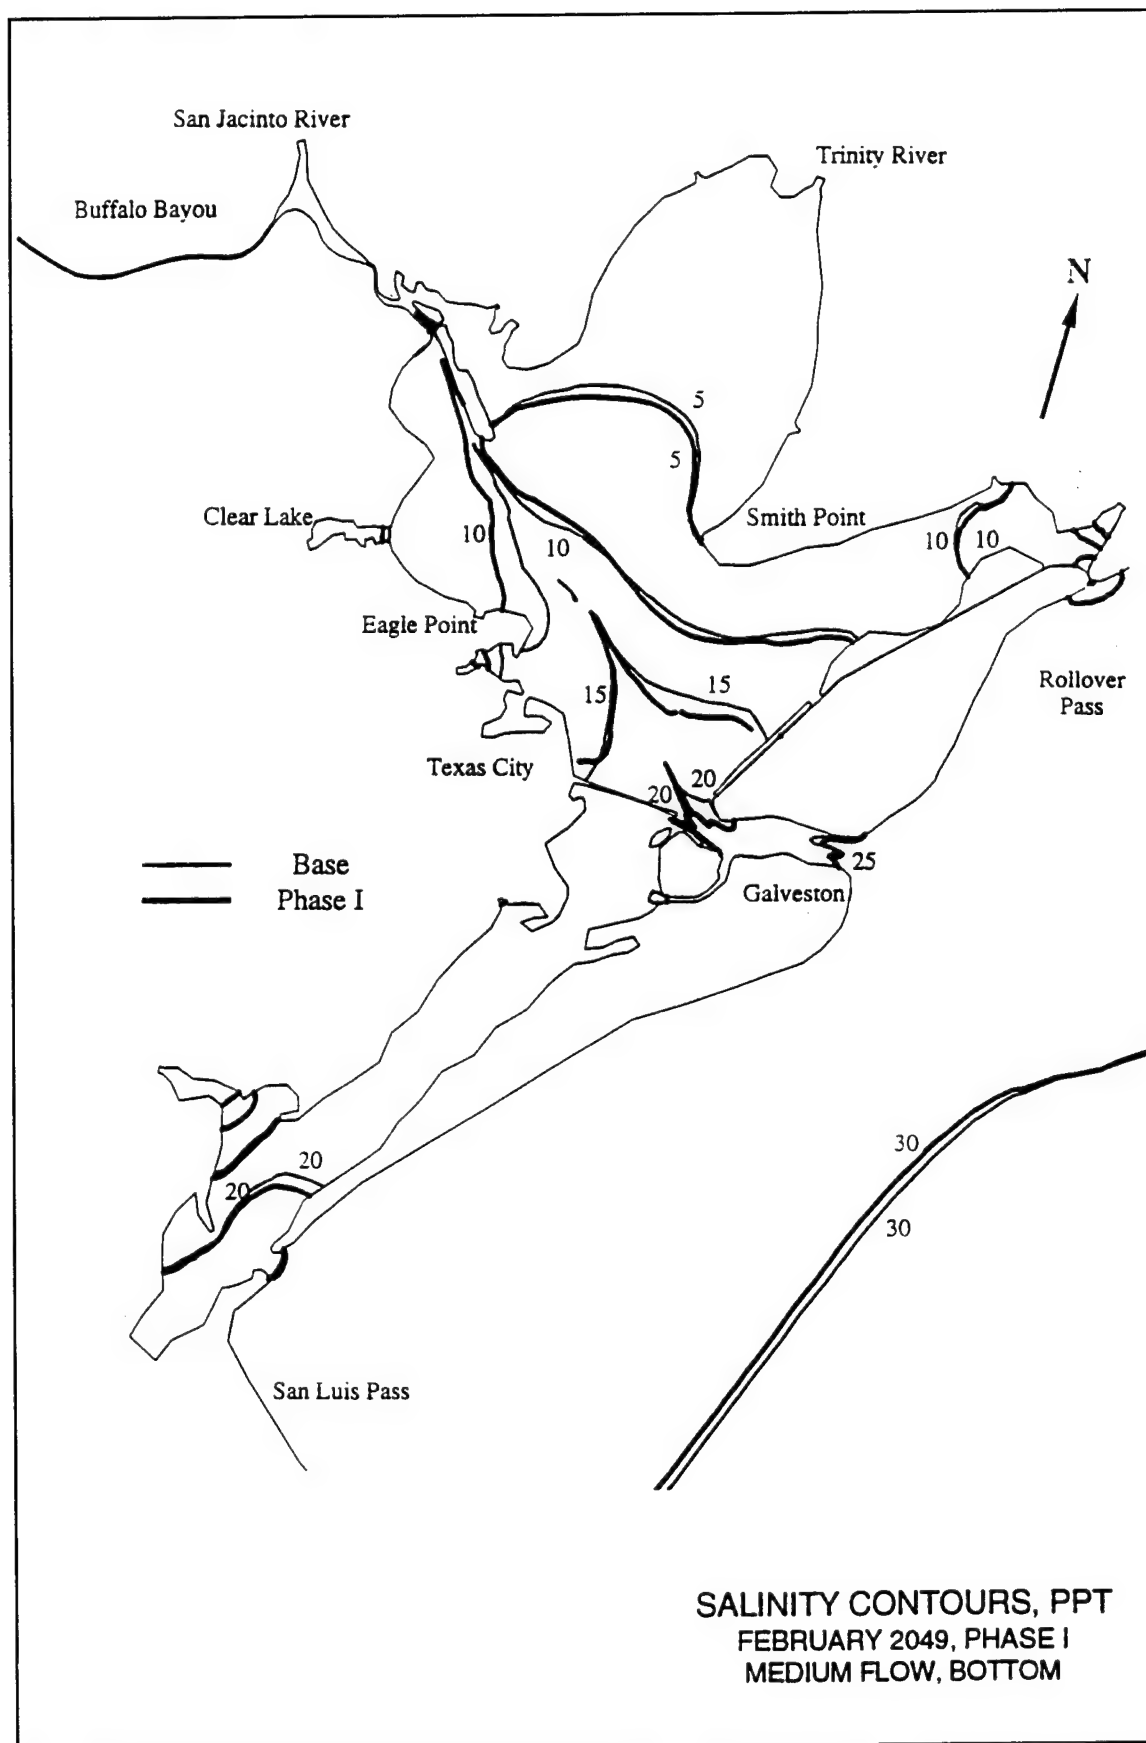 San Jacinto River
Trinity River
Buffalo Bayou
N
5
5
Clear Lake
Smith Point
10
10
10
10
Eagle Point
15
15
Rollover
Pass
Texas City
20
20
25
Base
Phase I
Galveston
30
30
20
20
San Luis Pass
SALINITY CONTOURS, PPT
FEBRUARY 2049, PHASE I
MEDIUM FLOW, BOTTOM